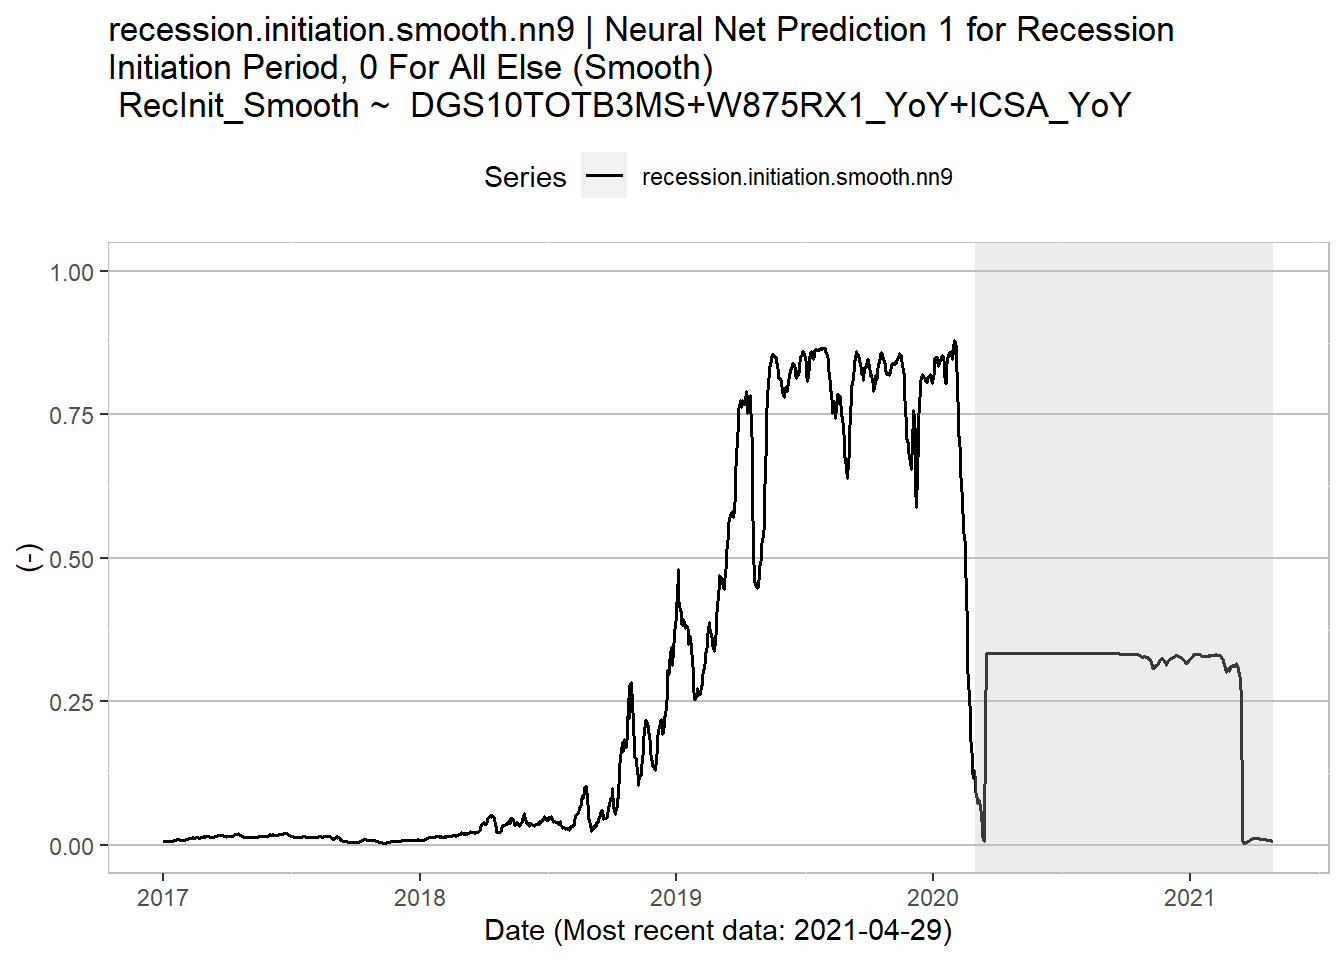 recession.initiation.smooth.nn9 | Neural Net Prediction 1 for Recession
Initiation Period, 0 For All Else (Smooth)
RecInit_Smooth ~ DGS10TOTB3MS+W875RX1_YoY+ICSA_YoY
Series recession.initiation.smooth.nn9
1.00
0.75
0.50
0.25
0.00
(-)
2017 2018 2019 2020 2021
Date (Most recent data: 2021-04-29)